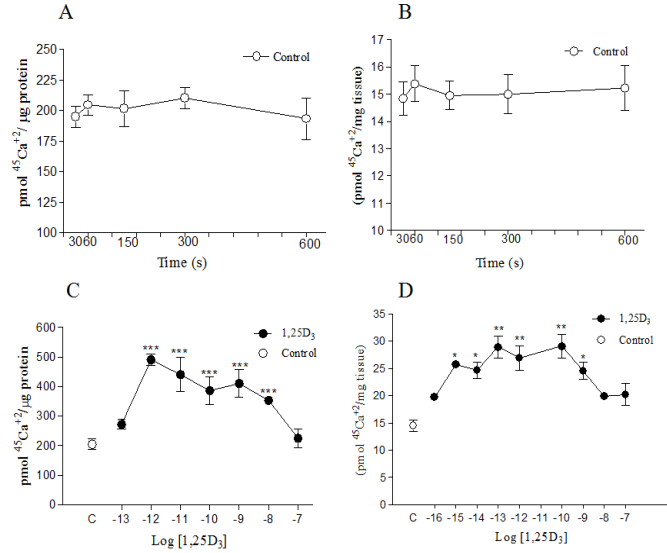 A
Control
pmol ⁴⁵Ca⁺²/ μg protein
250
225
200
175
150
125
100
3060 150 300 600
Time (s)
B
Control
(pmol ⁴⁵Ca⁺²/mg tissue)
17
16
15
14
13
12
11
10
3060 150 300 600
Time (s)
C
1,25D₃
Control
pmol ⁴⁵Ca⁺²/μg protein
600
500
400
300
200
100
0
*** *** *** *** ***
C -13 -12 -11 -10 -9 -8 -7
Log [1,25D₃]
D
1,25D₃
Control
(pmol ⁴⁵Ca⁺²/mg tissue)
35
30
25
20
15
10
5
0
* * ** ** ** *
C -16 -15 -14 -13 -12 -11 -10 -9 -8 -7
Log [1,25D₃]